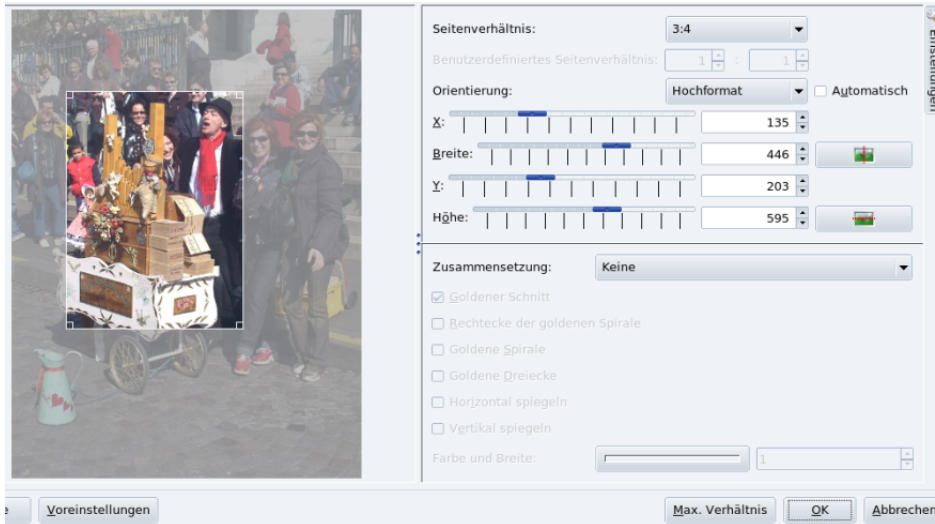 Seitenverhältnis: 3:4
Benutzerdefiniertes Seitenverhältnis: 1 : 1
Orientierung: Hochformat Automatisch
X: 135
Breite: 446
Y: 203
Höhe: 595
Zusammensetzung: Keine
Goldener Schnitt
Rechtecke der goldenen Spirale
Goldene Spirale
Goldene Dreiecke
Horizontal spiegeln
Vertikal spiegeln
Farbe und Breite: 1
e Voreinstellungen Max. Verhältnis OK Abbrechen
Einstellungen